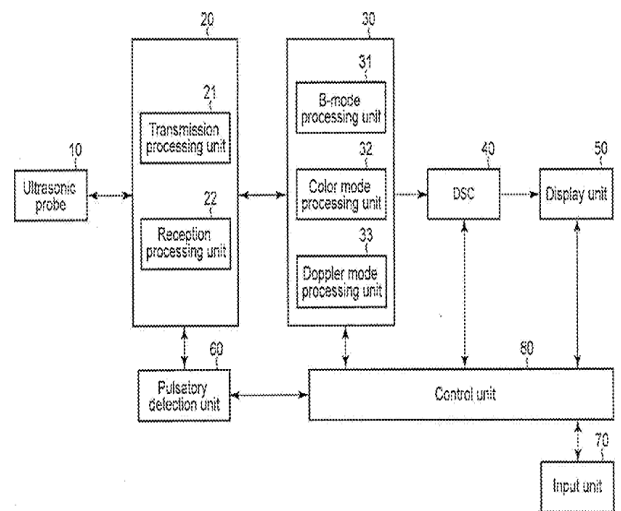 20
30
21
Transmission
processing unit
31
B-mode
processing unit
10
Ultrasonic
probe
22
Reception
processing unit
32
Color mode
processing unit
40
DSC
50
Display unit
33
Doppler mode
processing unit
60
Pulsatory
detection unit
80
Control unit
70
Input unit